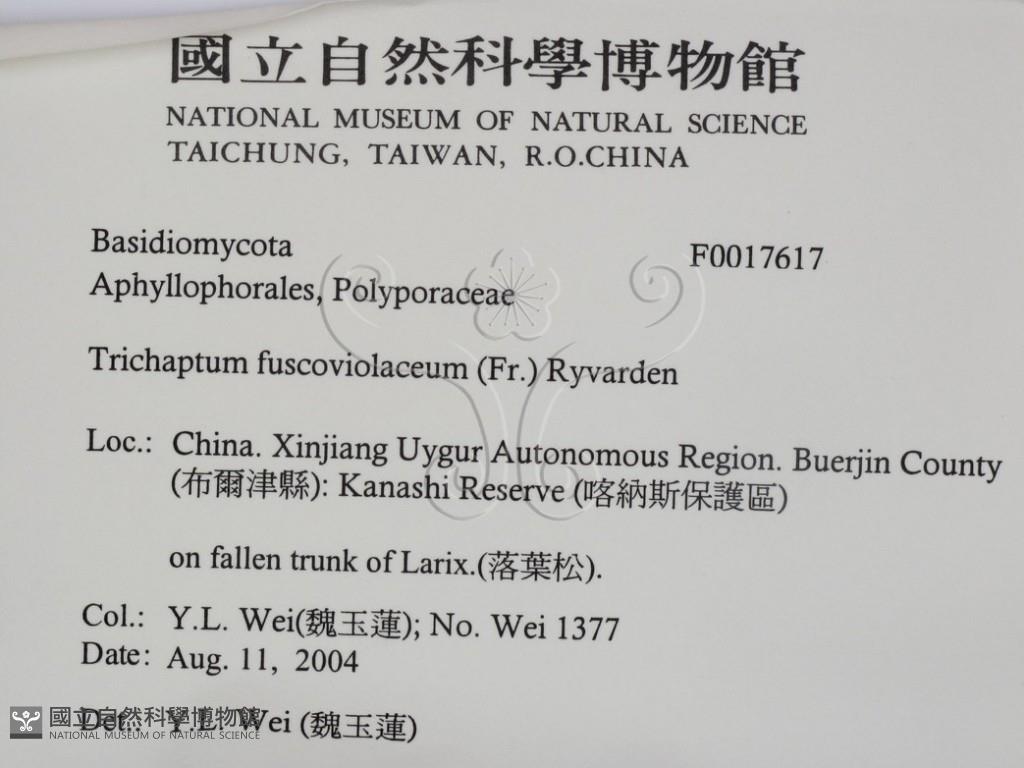 國立自然科學博物館
NATIONAL MUSEUM OF NATURAL SCIENCE
TAICHUNG, TAIWAN, R.O.CHINA
Basidiomycota F0017617
Aphyllophorales, Polyporaceae
Trichaptum fuscoviolaceum (Fr.) Ryvarden
Loc.: China. Xinjiang Uygur Autonomous Region. Buerjin County
(布爾津縣): Kanashi Reserve (喀納斯保護區)
on fallen trunk of Larix.(落葉松).
Col.: Y.L. Wei(魏玉蓮); No. Wei 1377
Date: Aug. 11, 2004
Det.: Y.L. Wei (魏玉蓮)
國立自然科學博物館
NATIONAL MUSEUM OF NATURAL SCIENCE